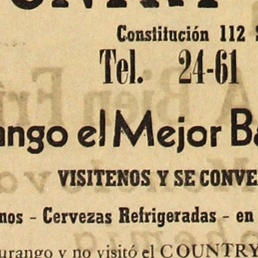 Constitución 112 S
Tel. 24-61
ango el Mejor Ba
VISITENOS Y SE CONVE
nos - Cervezas Refrigeradas - en
urango y no visitó el COUNTRY